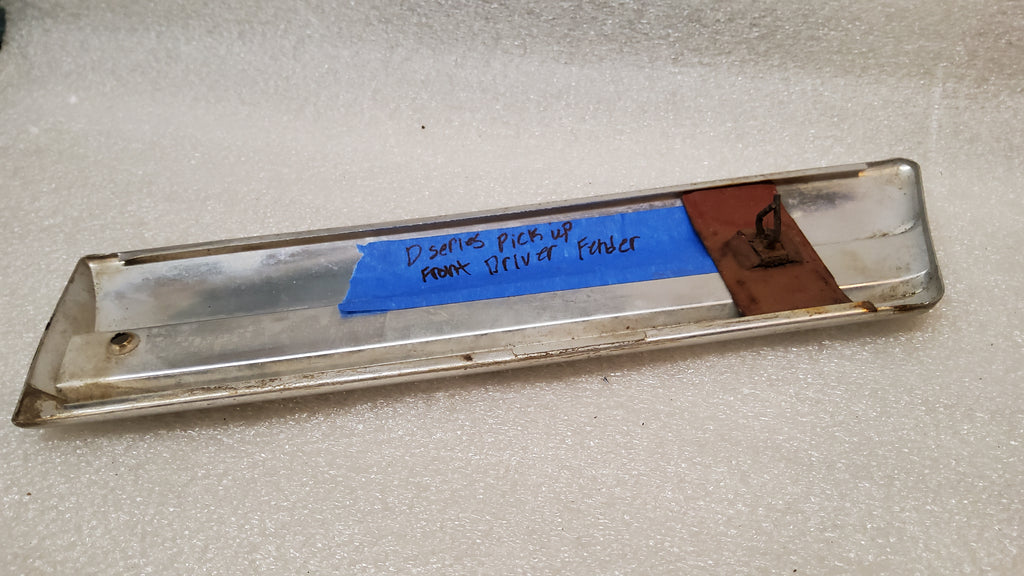 D series pick up
Front Driver Fender